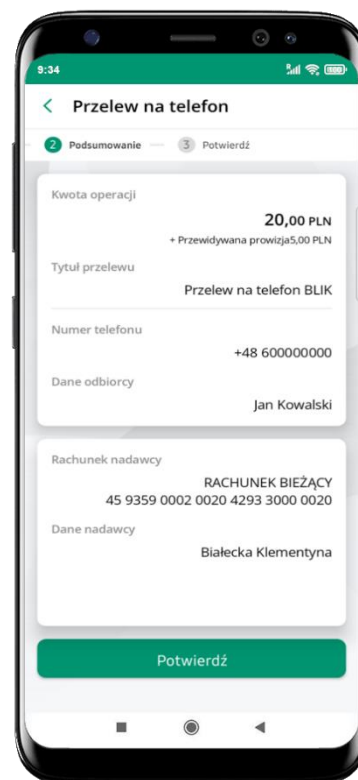 9:34
Przelew na telefon
2 Podsumowanie 3 Potwierdź
Kwota operacji
20,00 PLN
+ Przewidywana prowizja5,00 PLN
Tytuł przelewu
Przelew na telefon BLIK
Numer telefonu
+48 600000000
Dane odbiorcy
Jan Kowalski
Rachunek nadawcy
RACHUNEK BIEŻĄCY
45 9359 0002 0020 4293 3000 0020
Dane nadawcy
Białecka Klementyna
Potwierdź